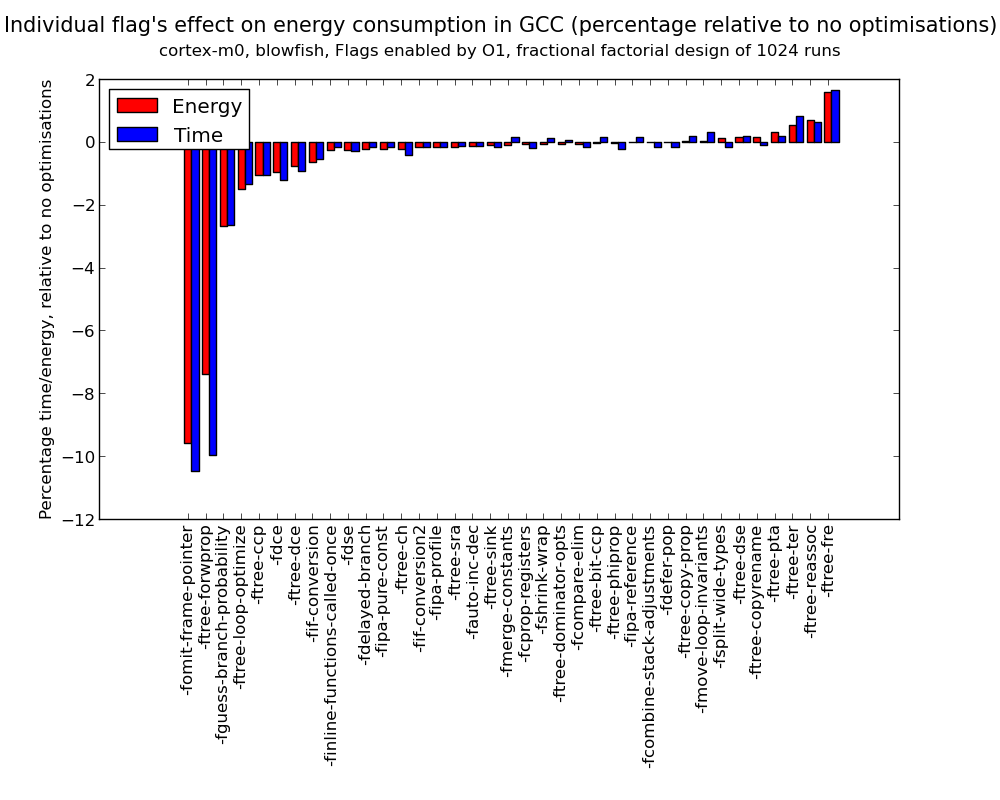 Individual flag's effect on energy consumption in GCC (percentage relative to no optimisations)
cortex-m0, blowfish, Flags enabled by O1, fractional factorial design of 1024 runs
Percentage time/energy, relative to no optimisations
2
0
−2
−4
−6
−8
−10
−12
Energy
Time
-fomit-frame-pointer
-ftree-forwprop
-fguess-branch-probability
-ftree-loop-optimize
-ftree-ccp
-fdce
-ftree-dce
-fif-conversion
-finline-functions-called-once
-fdse
-fdelayed-branch
-fipa-pure-const
-ftree-ch
-fif-conversion2
-fipa-profile
-ftree-sra
-fauto-inc-dec
-ftree-sink
-fmerge-constants
-fcprop-registers
-fshrink-wrap
-ftree-dominator-opts
-fcompare-elim
-ftree-bit-ccp
-ftree-phiprop
-fipa-reference
-fcombine-stack-adjustments
-fdefer-pop
-ftree-copy-prop
-fmove-loop-invariants
-fsplit-wide-types
-ftree-dse
-ftree-copyrename
-ftree-pta
-ftree-ter
-ftree-reassoc
-ftree-fre